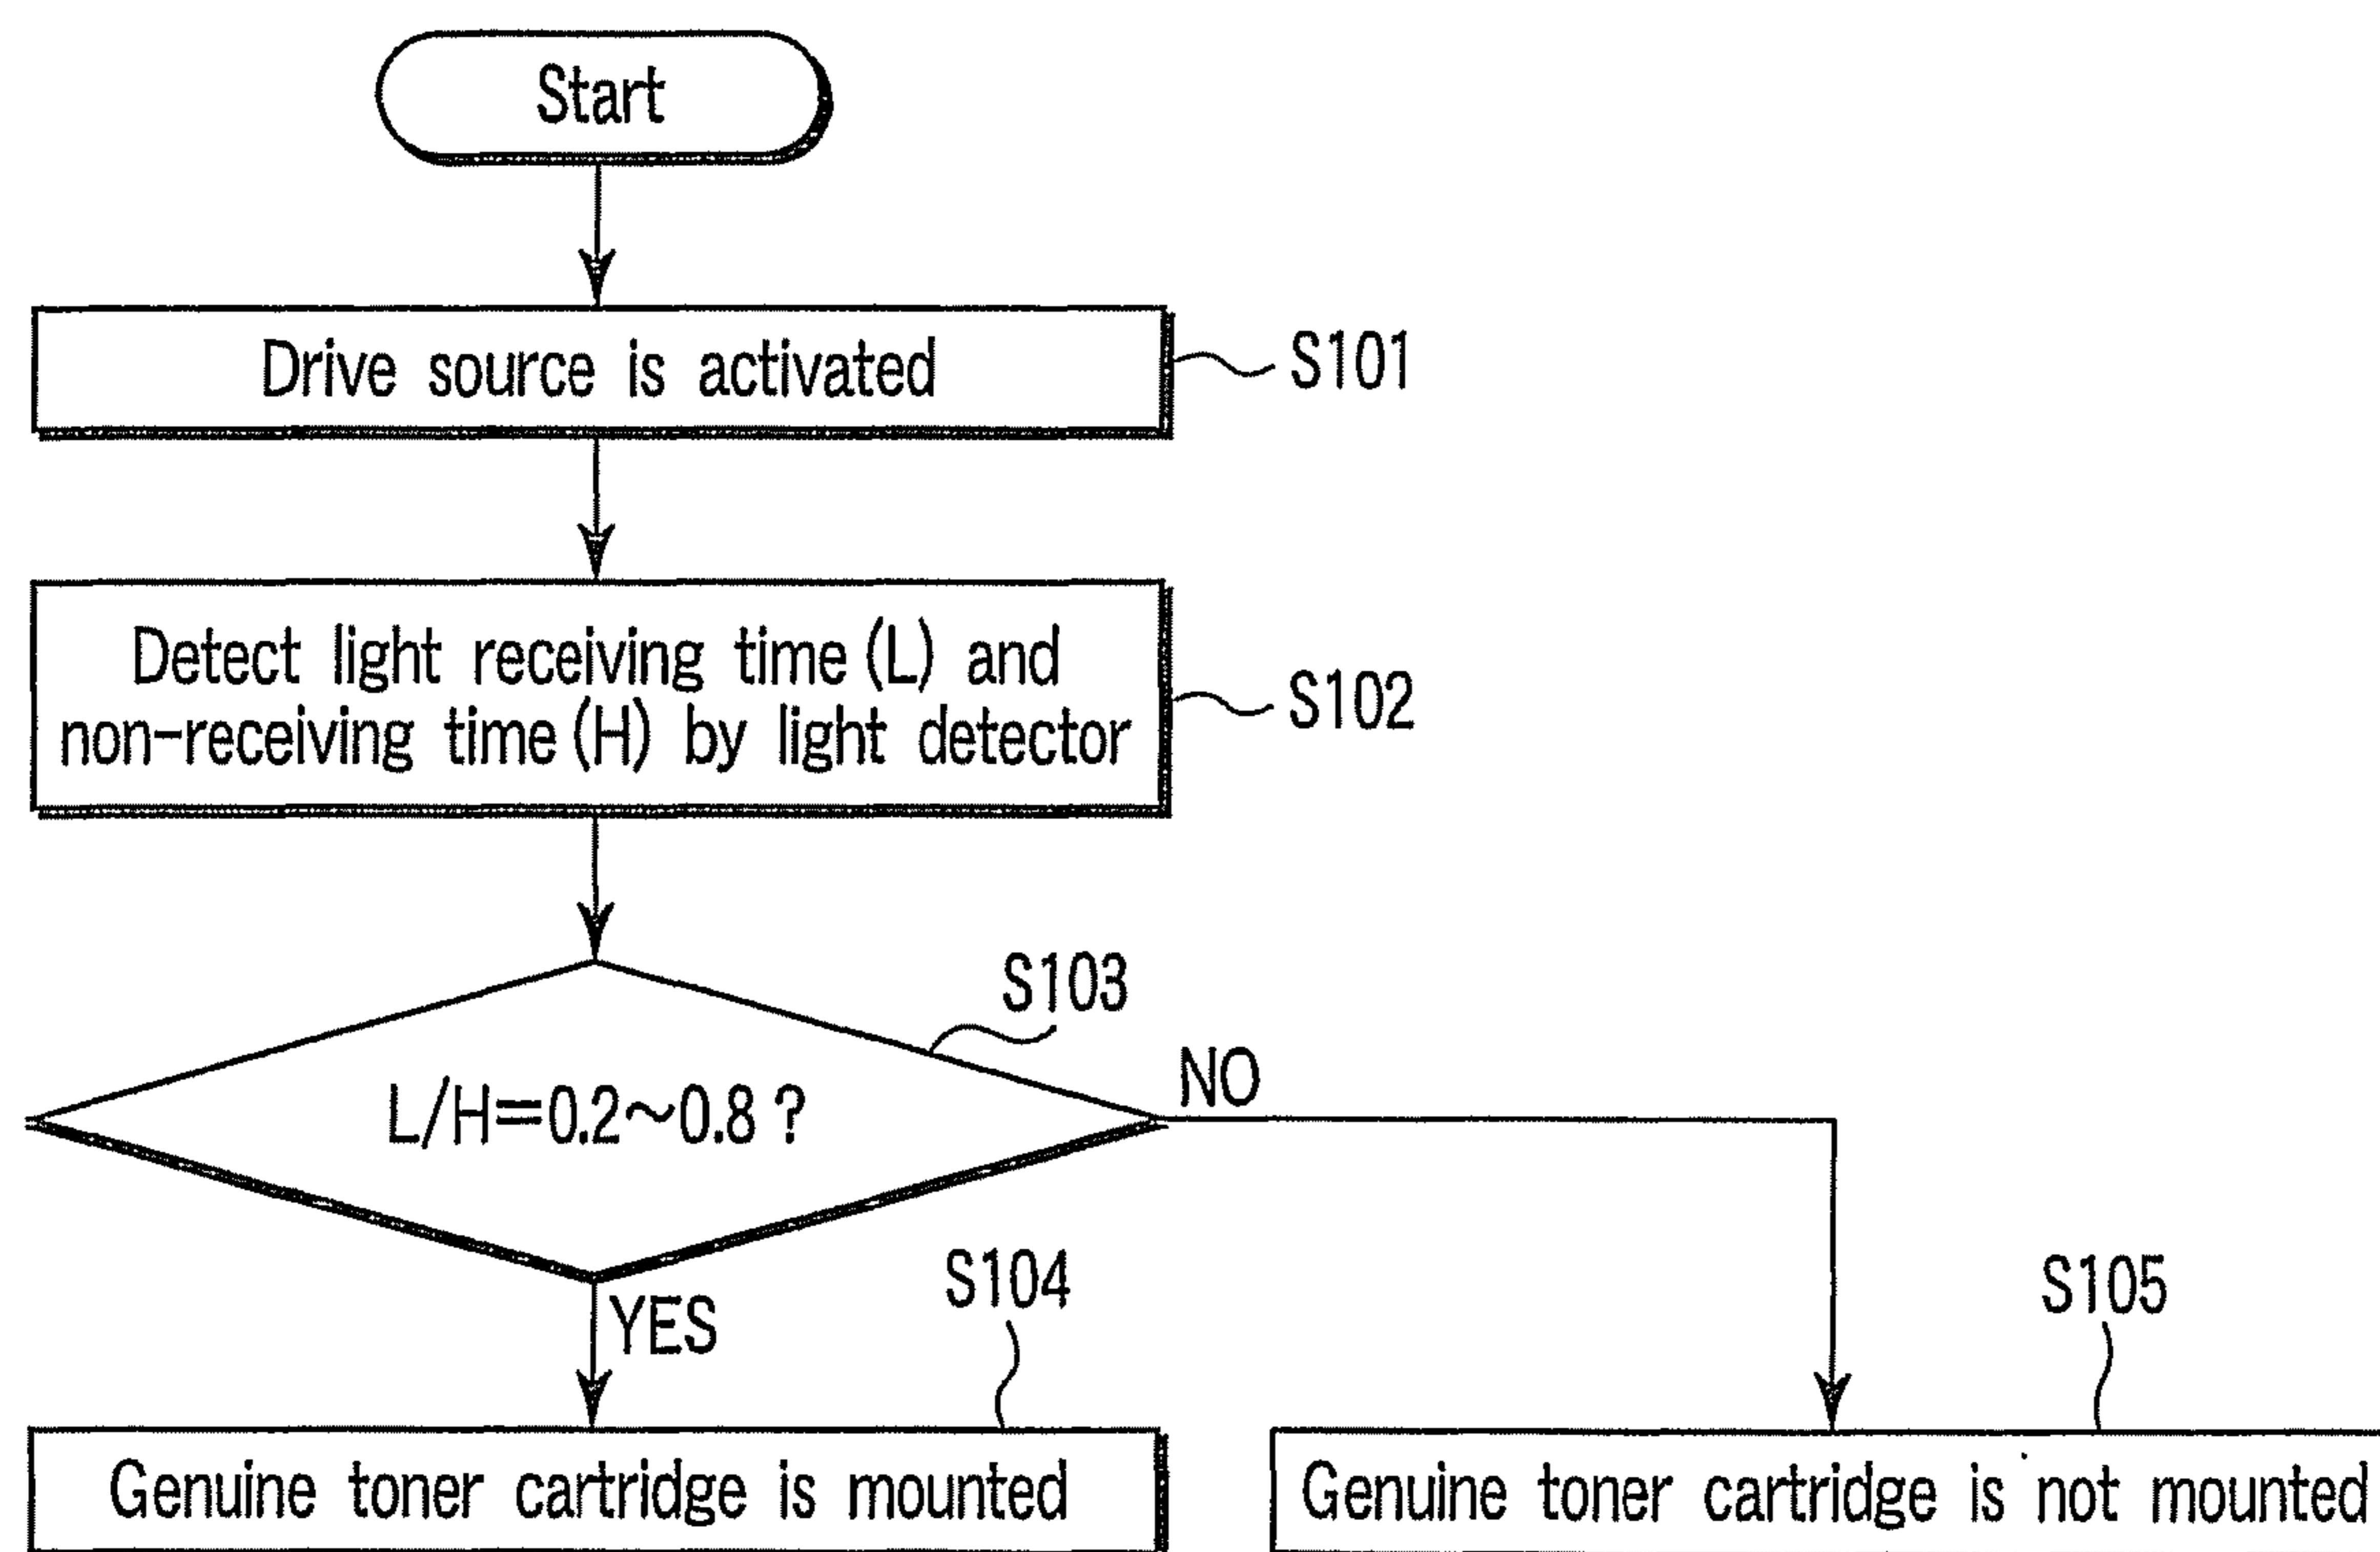 Start
Drive source is activated
S101
Detect light receiving time (L) and
non-receiving time (H) by light detector
S102
S103
L/H=0.2~0.8 ?
NO
YES
S104
S105
Genuine toner cartridge is mounted
Genuine toner cartridge is not mounted